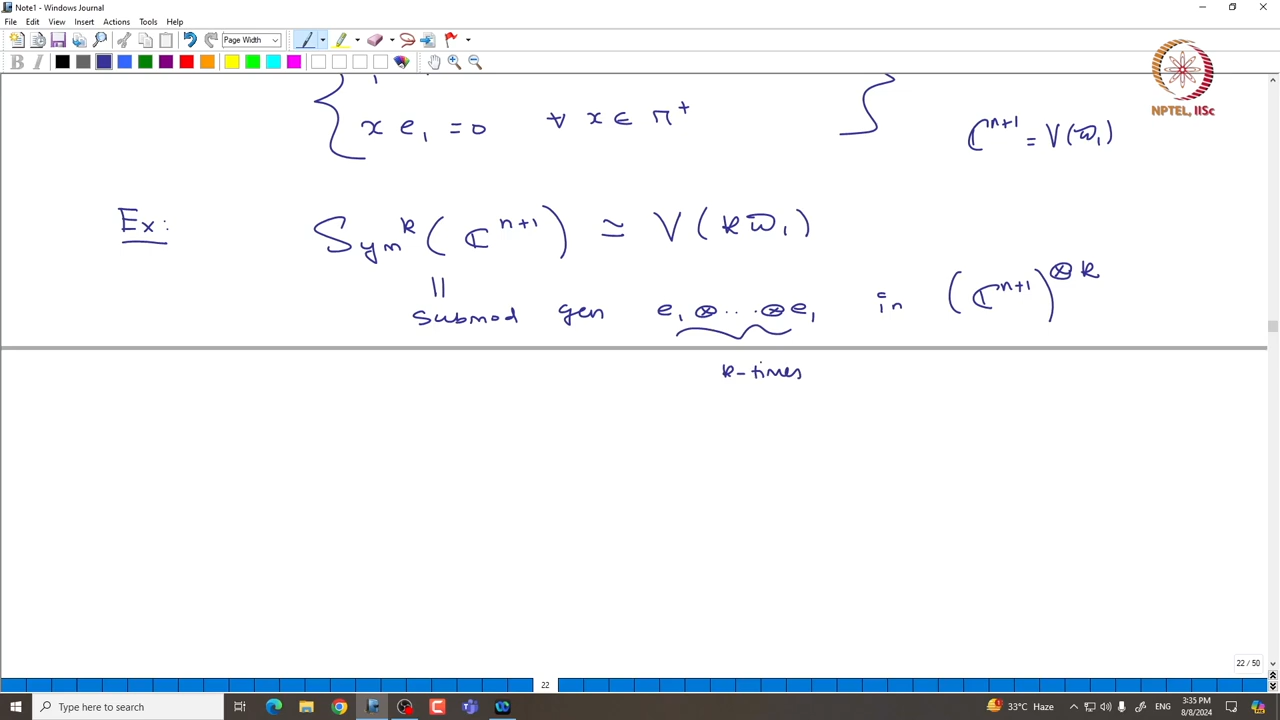 Note1 - Windows Journal
File Edit View Insert Actions Tools Help
Page Width
B I
NPTEL, IISc
x e₁ = 0 ∀ x ∈ n⁺
ℂⁿ⁺¹ = V(ϖ₁)
Ex: Symᵏ(ℂⁿ⁺¹) ≃ V(kϖ₁)
||
submod gen e₁ ⊗ ... ⊗ e₁ in (ℂⁿ⁺¹)^⊗k
k-times
22 / 50
22
Type here to search
33°C Haze
ENG
3:35 PM
8/8/2024